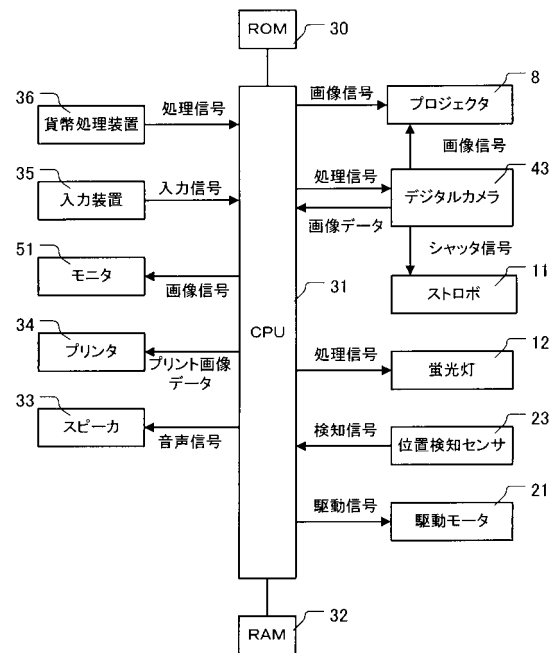 ROM
30
36
貨幣処理装置
処理信号
画像信号
8
プロジェクタ
画像信号
35
入力装置
入力信号
処理信号
43
デジタルカメラ
画像データ
シャッタ信号
51
モニタ
画像信号
31
CPU
11
ストロボ
34
プリンタ
プリント画像
データ
処理信号
12
蛍光灯
33
スピーカ
音声信号
検知信号
23
位置検知センサ
駆動信号
21
駆動モータ
RAM
32